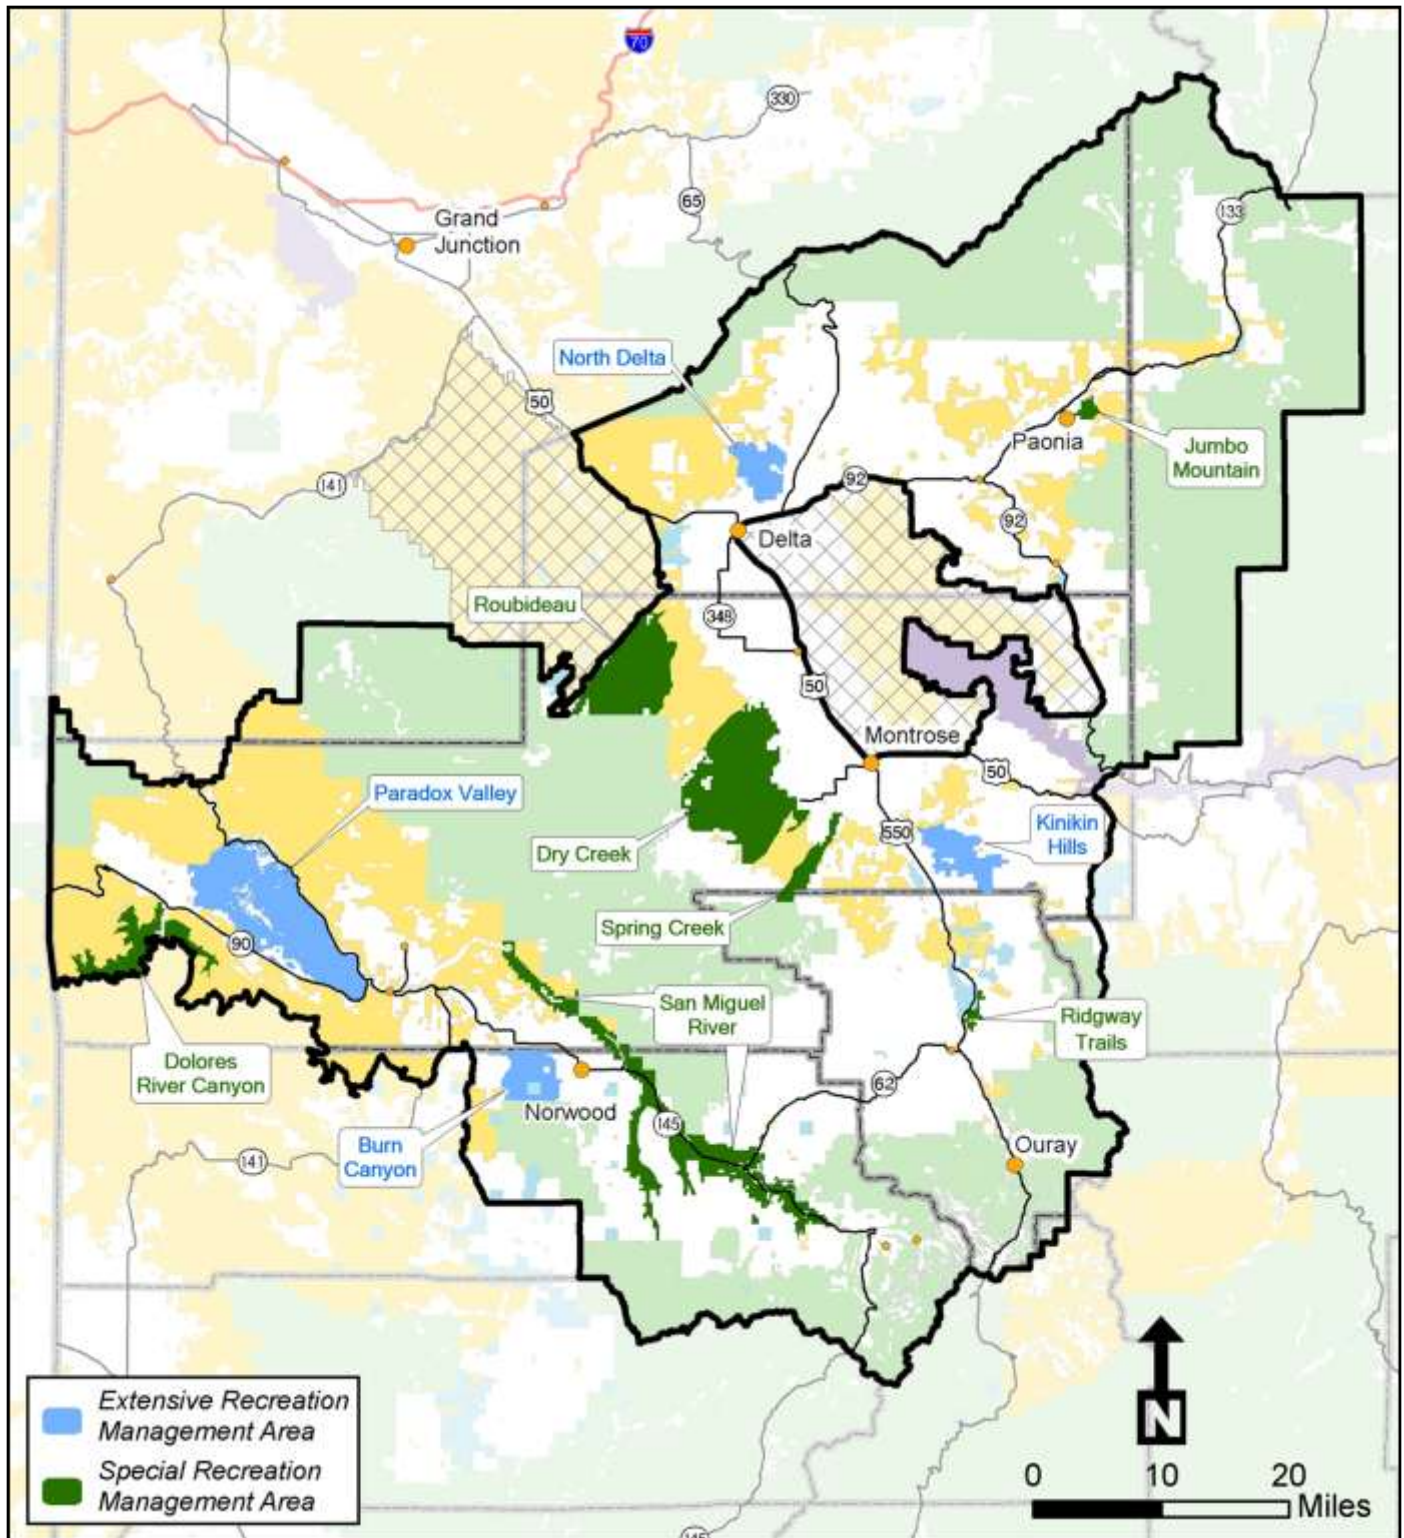 70
330
65
133
Grand
Junction
North Delta
50
Paonia
Jumbo
Mountain
141
92
92
Delta
Roubideau
348
50
Montrose
50
Paradox Valley
550
Kinikin
Hills
Dry Creek
Spring Creek
90
San Miguel
River
Ridgway
Trails
Dolores
River Canyon
62
Norwood
145
Ouray
Burn
Canyon
141
Extensive Recreation
Management Area
Special Recreation
Management Area
N
0 10 20
Miles
145